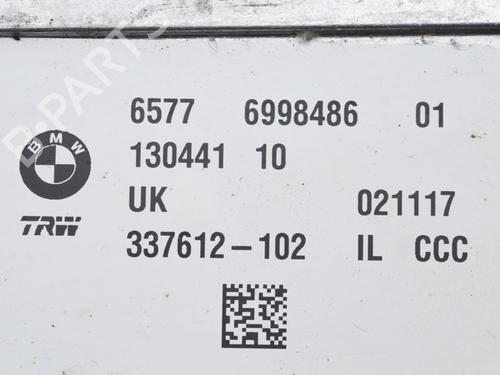 B-PARTS
6577 6998486 01
130441 10
BMW
UK 021117
TRW
337612-102 IL CCC